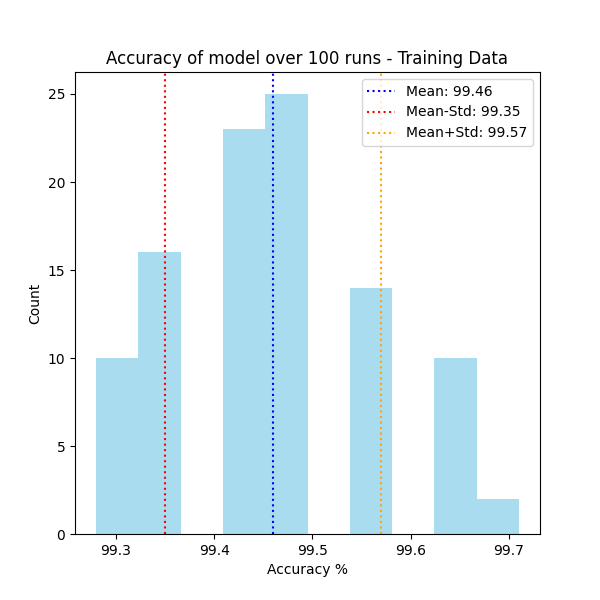 Accuracy of model over 100 runs - Training Data
Mean: 99.46
Mean-Std: 99.35
Mean+Std: 99.57
25
20
15
10
5
0
Count
99.3 99.4 99.5 99.6 99.7
Accuracy %